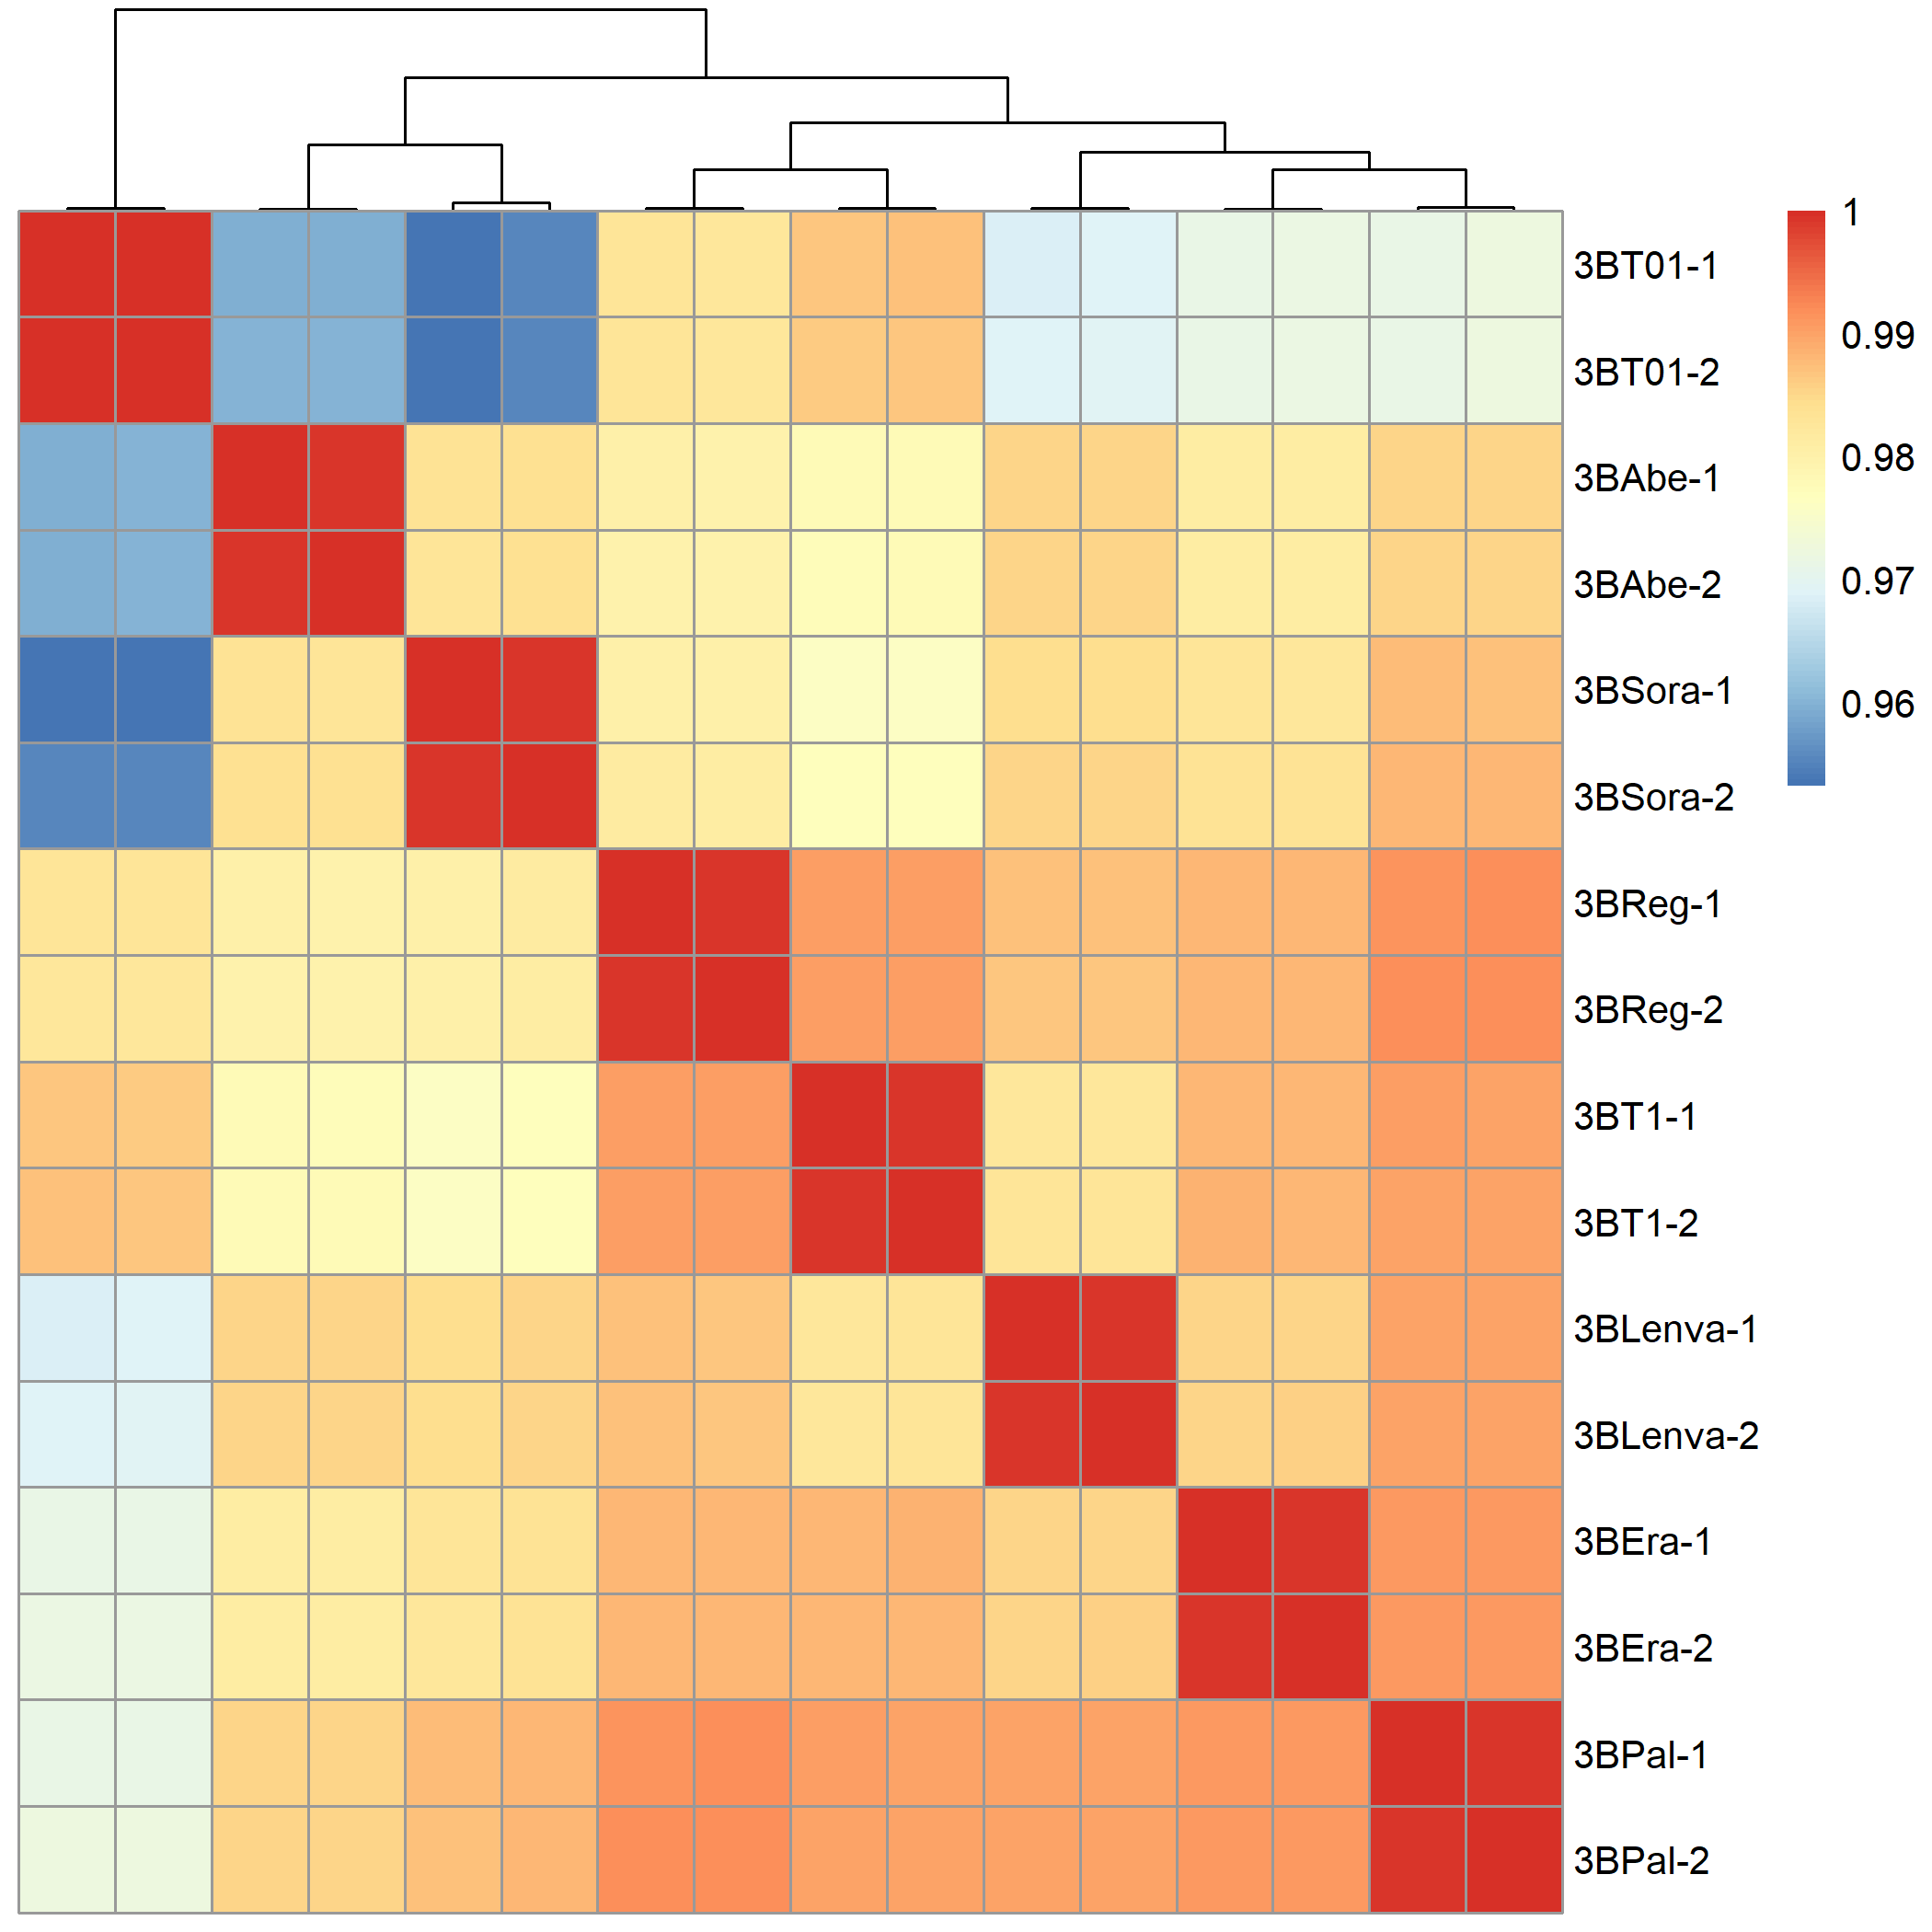 3BT01-1
3BT01-2
3BAbe-1
3BAbe-2
3BSora-1
3BSora-2
3BReg-1
3BReg-2
3BT1-1
3BT1-2
3BLenva-1
3BLenva-2
3BEra-1
3BEra-2
3BPal-1
3BPal-2
1
0.99
0.98
0.97
0.96